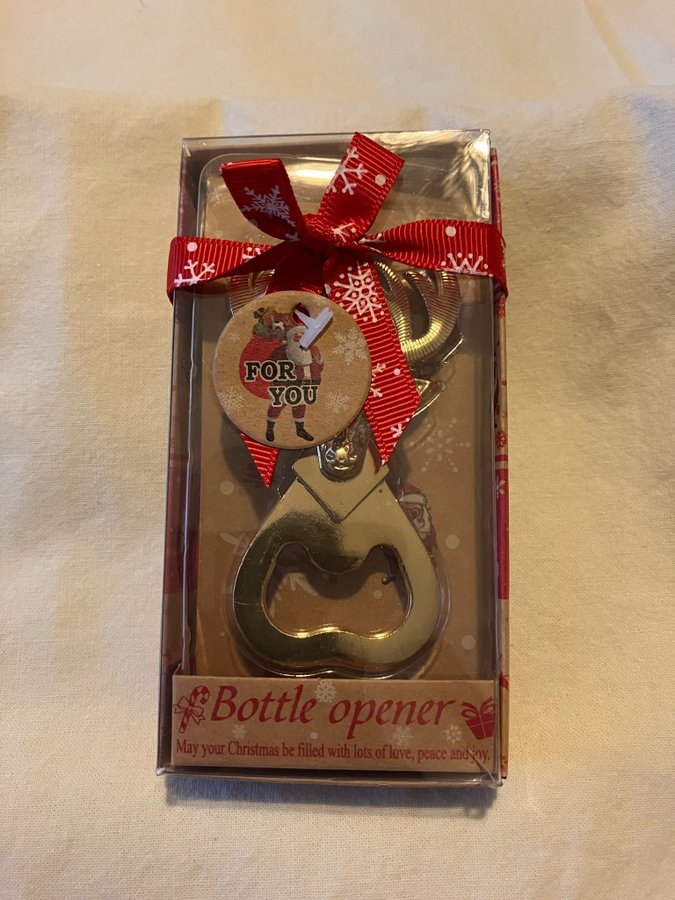 FOR
YOU
Bottle opener
May your Christmas be filled with lots of love, peace and joy.